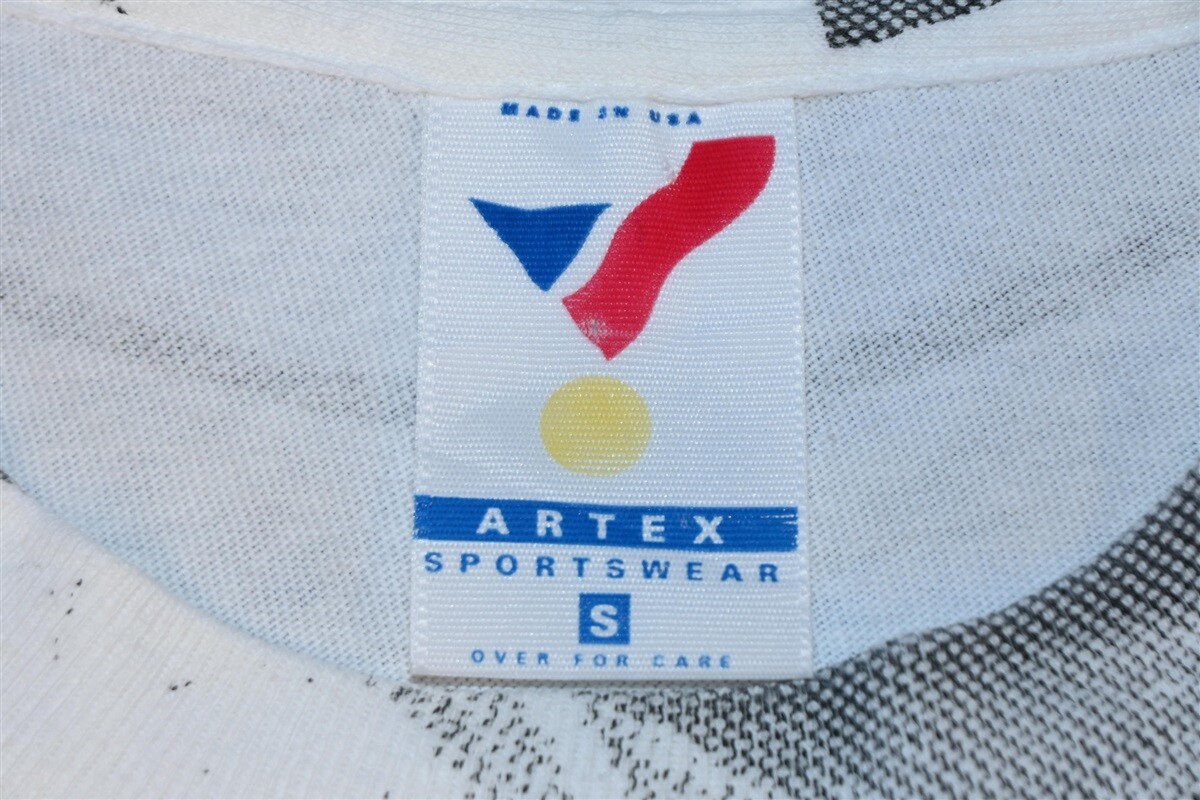 MADE IN USA
ARTEX
SPORTSWEAR
S
OVER FOR CARE